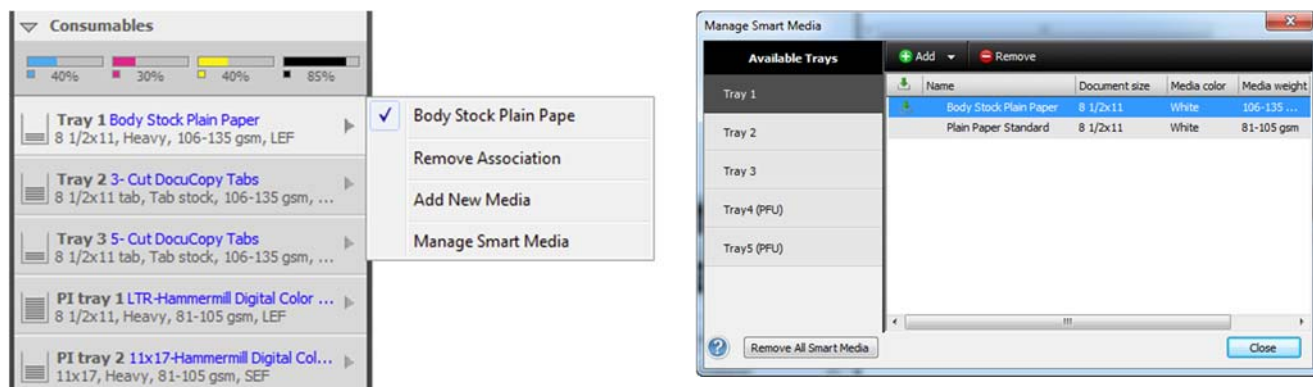 Consumables
40% 30% 40% 85%
Tray 1 Body Stock Plain Paper
8 1/2x11, Heavy, 106-135 gsm, LEF
Tray 2 3- Cut DocuCopy Tabs
8 1/2x11 tab, Tab stock, 106-135 gsm, ...
Tray 3 5- Cut DocuCopy Tabs
8 1/2x11 tab, Tab stock, 106-135 gsm, ...
PI tray 1 LTR-Hammermill Digital Color ...
8 1/2x11, Heavy, 81-105 gsm, LEF
PI tray 2 11x17-Hammermill Digital Col...
11x17, Heavy, 81-105 gsm, SEF
Body Stock Plain Pape
Remove Association
Add New Media
Manage Smart Media
Manage Smart Media
Available Trays
Tray 1
Tray 2
Tray 3
Tray4 (PFU)
Tray5 (PFU)
Add Remove
Name Document size Media color Media weight
Body Stock Plain Paper 8 1/2x11 White 106-135 ...
Plain Paper Standard 8 1/2x11 White 81-105 gsm
Remove All Smart Media
Close